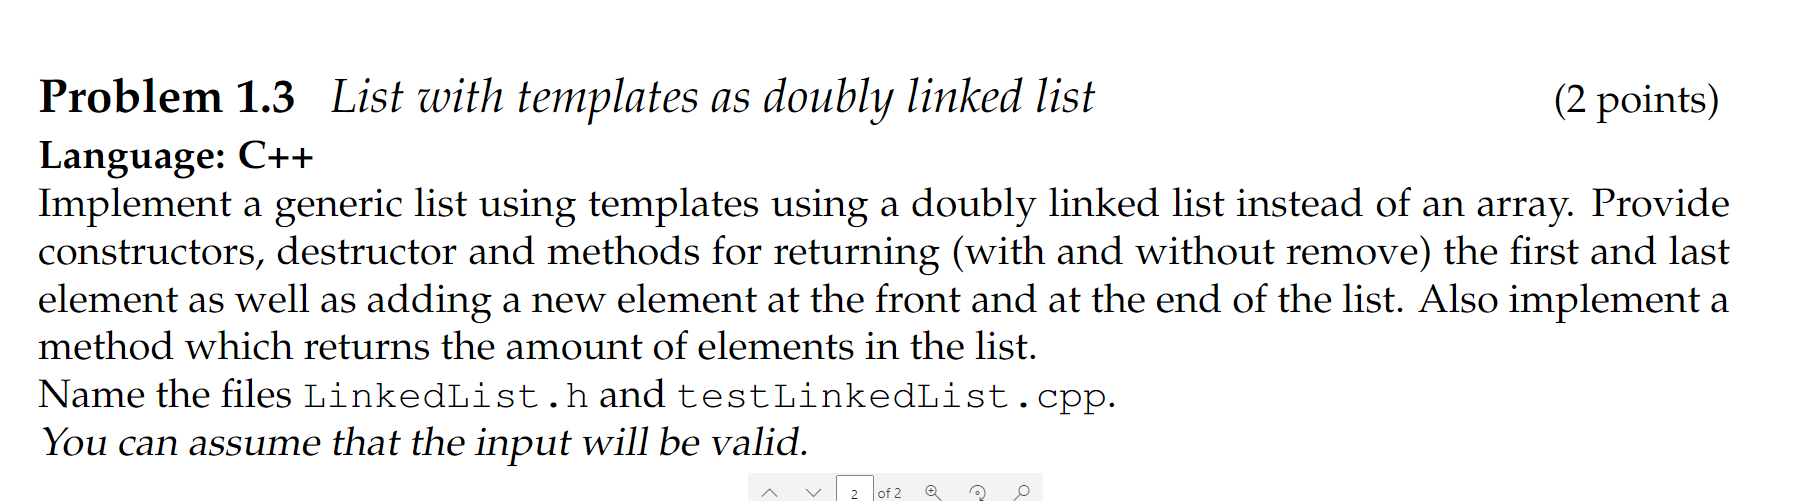 Problem 1.3 List with templates as doubly linked list (2 points)
Language: C++
Implement a generic list using templates using a doubly linked list instead of an array. Provide
constructors, destructor and methods for returning (with and without remove) the first and last
element as well as adding a new element at the front and at the end of the list. Also implement a
method which returns the amount of elements in the list.
Name the files LinkedList.h and testLinkedList.cpp.
You can assume that the input will be valid.
2 of 2